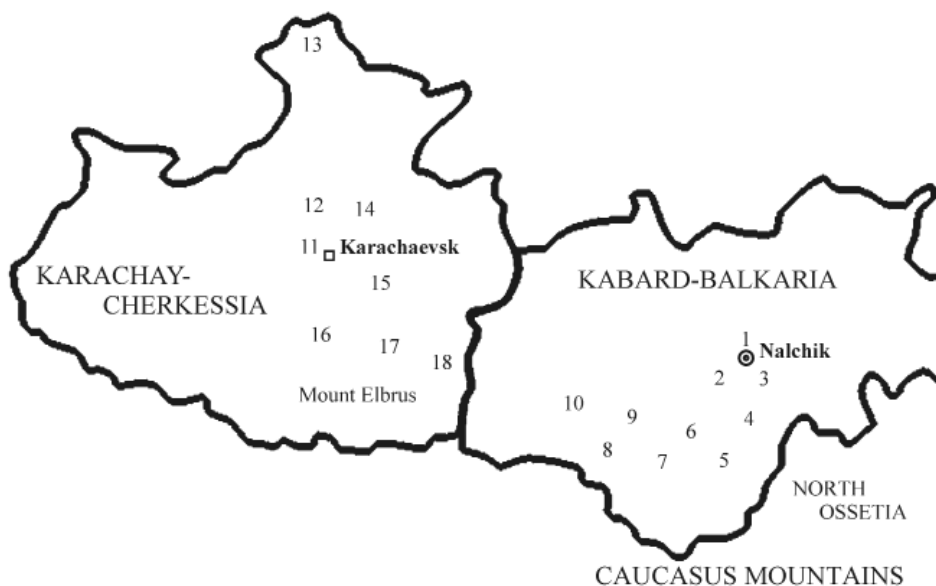 13
12
14
11
Karachaevsk
KARACHAY-
CHERKESSIA
15
KABARD-BALKARIA
16
17
18
1
Nalchik
2
3
Mount Elbrus
10
9
4
6
8
7
5
NORTH
OSSETIA
CAUCASUS MOUNTAINS